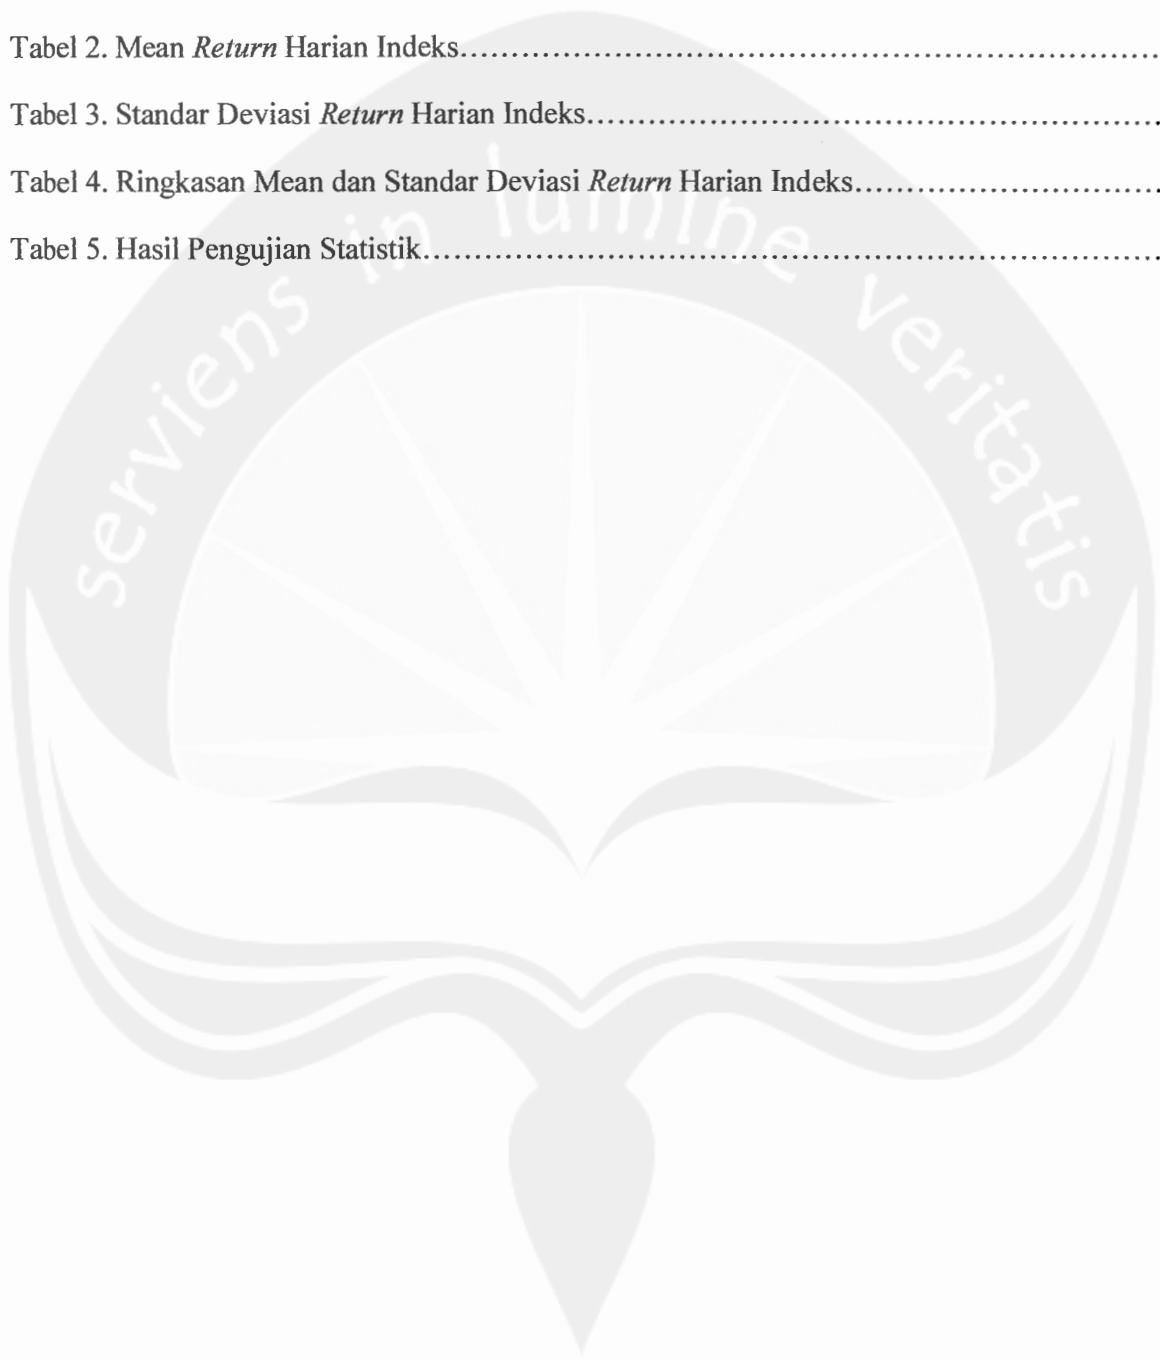 Tabel 2. Mean Return Harian Indeks........................................................................
Tabel 3. Standar Deviasi Return Harian Indeks............................................................
Tabel 4. Ringkasan Mean dan Standar Deviasi Return Harian Indeks..............................
Tabel 5. Hasil Pengujian Statistik............................................................................
serviens in lumine veritatis